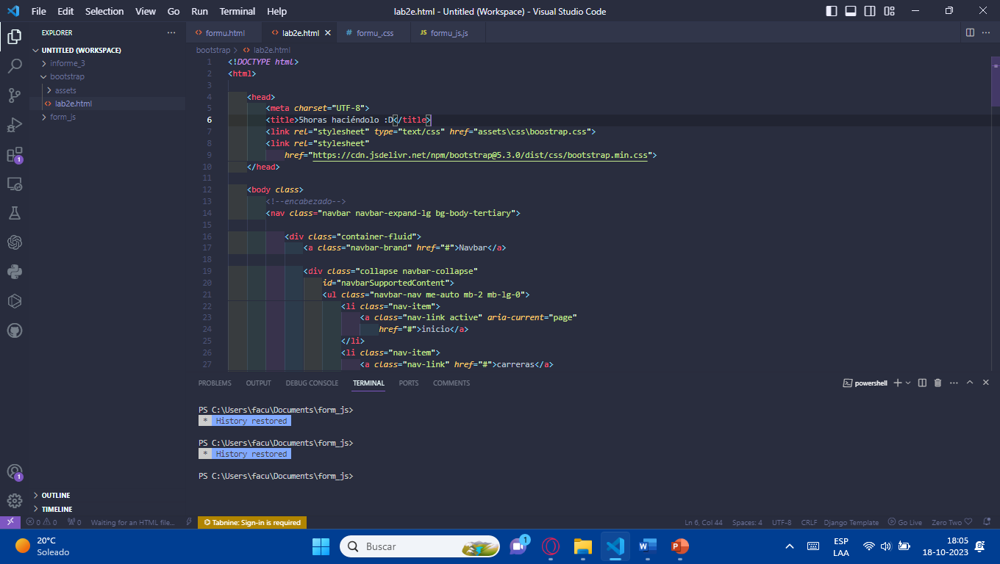 File Edit Selection View Go Run Terminal Help
lab2e.html - Untitled (Workspace) - Visual Studio Code
EXPLORER
UNTITLED (WORKSPACE)
informe_3
bootstrap
assets
lab2e.html
form_js
OUTLINE
TIMELINE
1
1
formu.html lab2e.html formu_.css JS formu_js.js
bootstrap > lab2e.html
1 <!DOCTYPE html>
2 <html>
3
4 <head>
5 <meta charset="UTF-8">
6 <title>5horas haciéndolo :D</title>
7 <link rel="stylesheet" type="text/css" href="assets\css\boostrap.css">
8 <link rel="stylesheet"
9 href="https://cdn.jsdelivr.net/npm/bootstrap@5.3.0/dist/css/bootstrap.min.css">
10 </head>
11
12 <body class>
13 <!--encabezado-->
14 <nav class="navbar navbar-expand-lg bg-body-tertiary">
15
16 <div class="container-fluid">
17 <a class="navbar-brand" href="#">Navbar</a>
18
19 <div class="collapse navbar-collapse"
20 id="navbarSupportedContent">
21 <ul class="navbar-nav me-auto mb-2 mb-lg-0">
22 <li class="nav-item">
23 <a class="nav-link active" aria-current="page"
24 href="#">inicio</a>
25 </li>
26 <li class="nav-item">
27 <a class="nav-link" href="#">carreras</a>
PROBLEMS OUTPUT DEBUG CONSOLE TERMINAL PORTS COMMENTS
powershell
PS C:\Users\facu\Documents\form_js>
* History restored
PS C:\Users\facu\Documents\form_js>
* History restored
PS C:\Users\facu\Documents\form_js>
0 0 0 Waiting for an HTML file... Tabnine: Sign-in is required
Ln 6, Col 44 Spaces: 4 UTF-8 CRLF Django Template Go Live Zero Two
20°C
Soleado
Buscar
1
W
P
ESP
LAA
18:05
18-10-2023